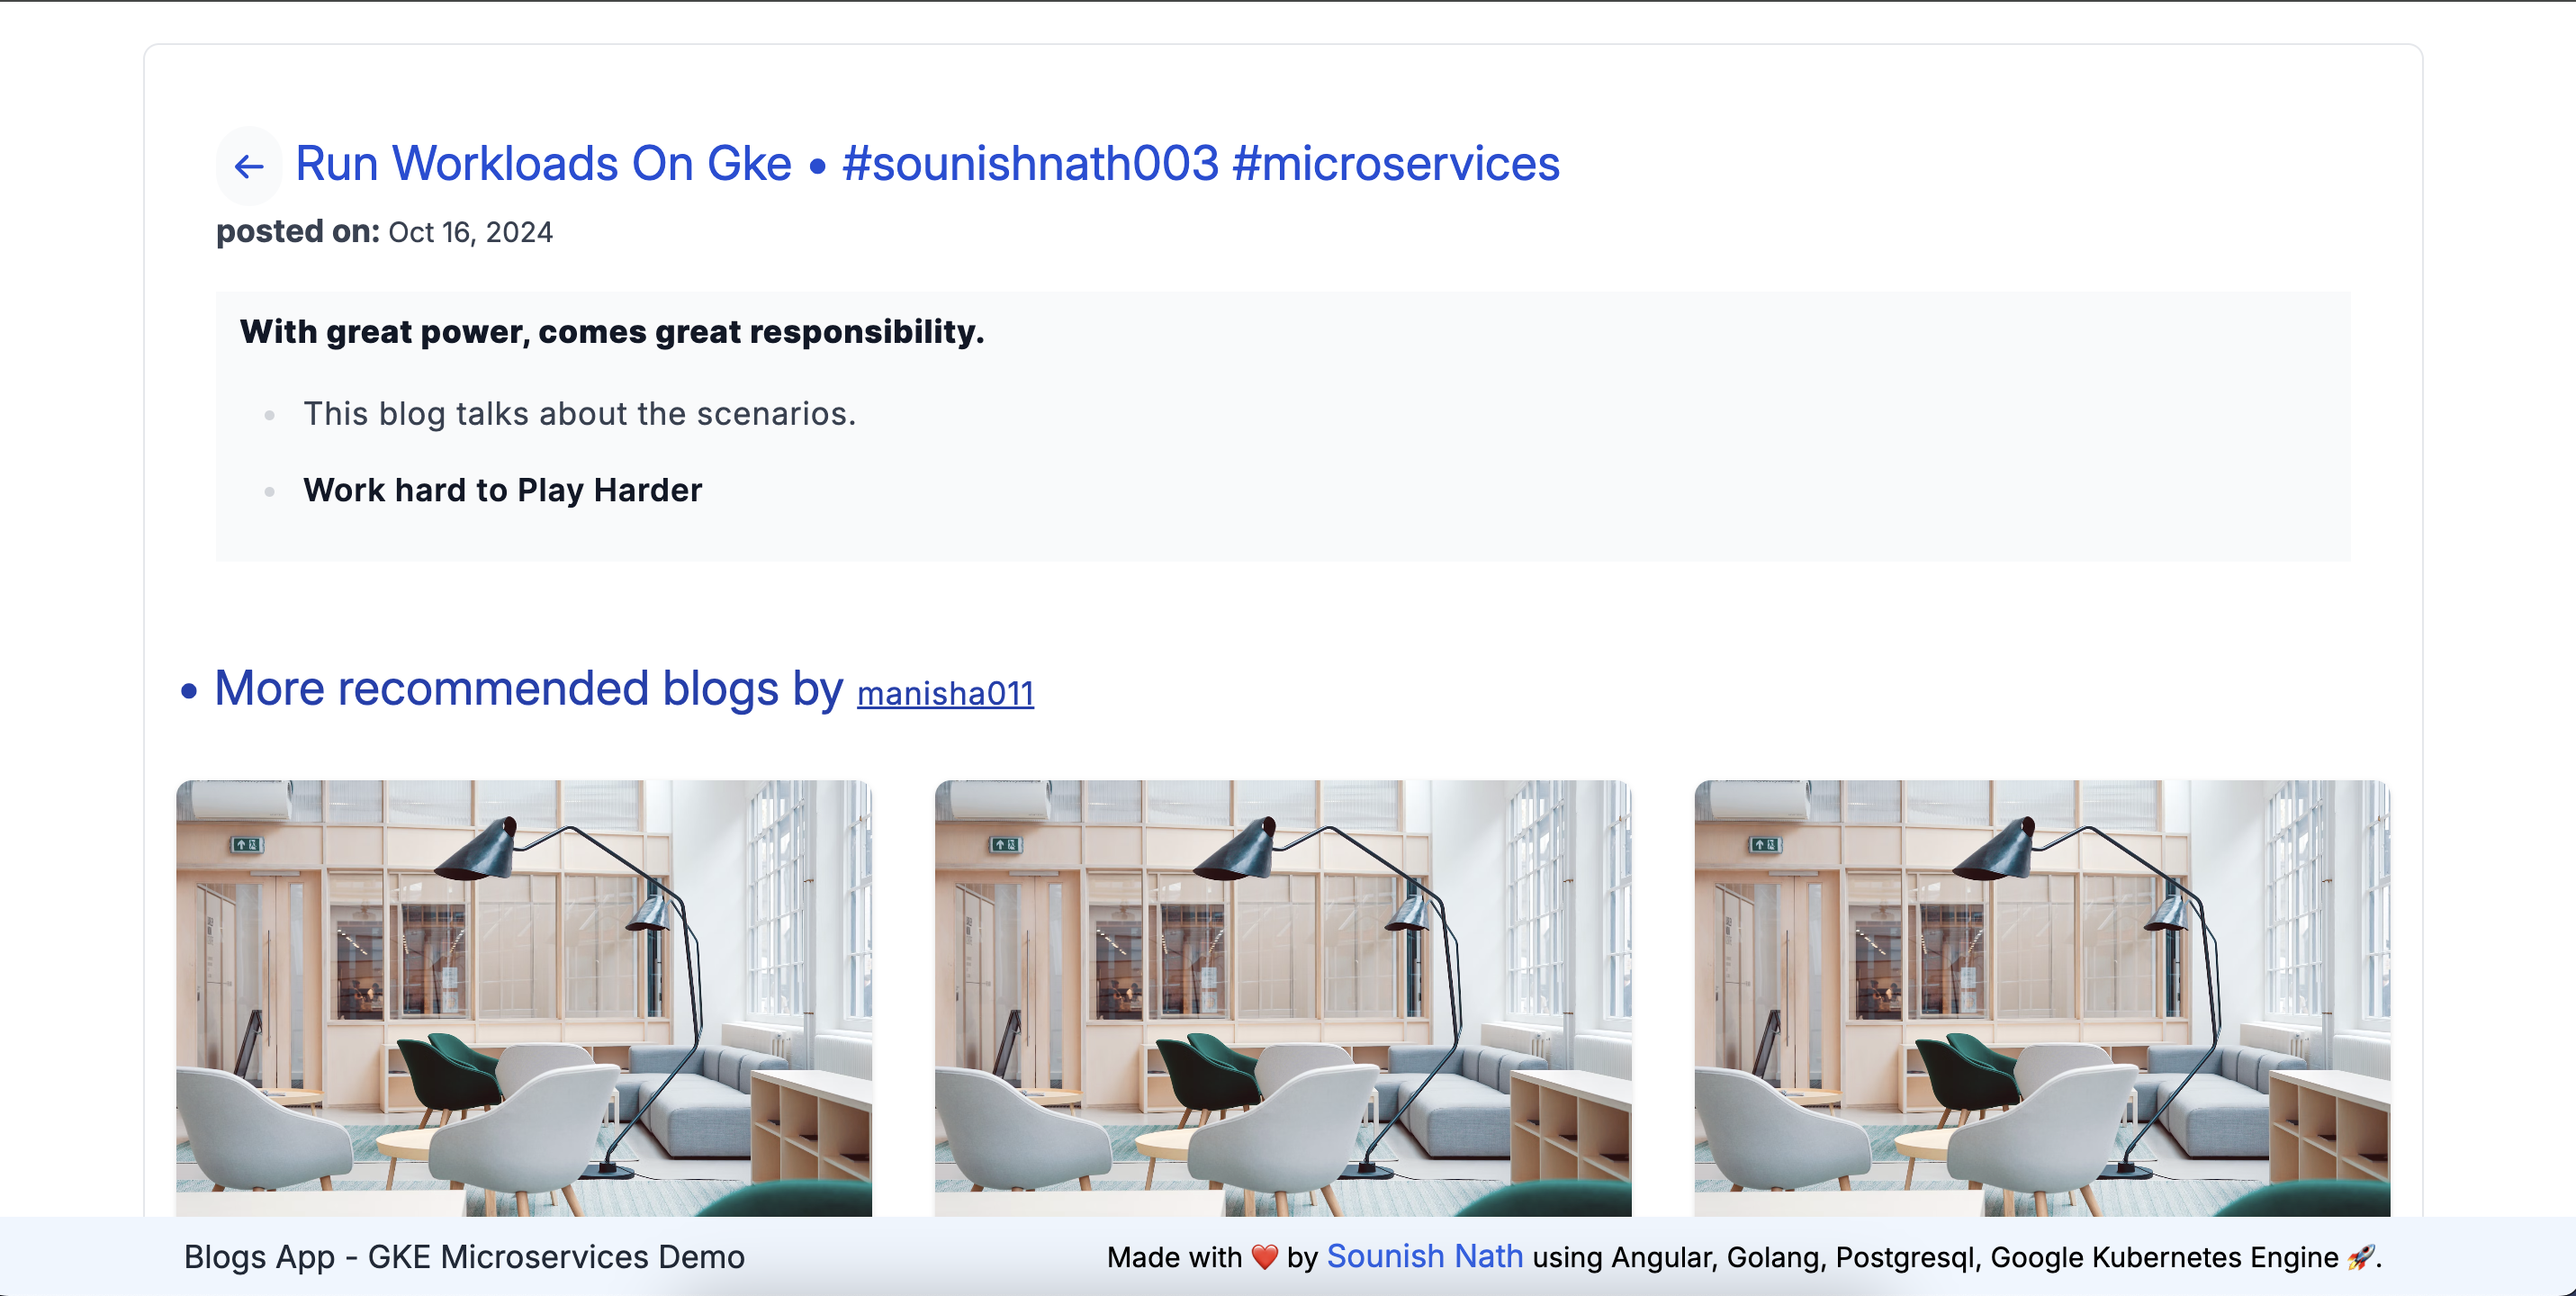 Run Workloads On Gke • #sounishnath003 #microservices
posted on: Oct 16, 2024
With great power, comes great responsibility.
• This blog talks about the scenarios.
• Work hard to Play Harder
• More recommended blogs by manisha011
Blogs App - GKE Microservices Demo
Made with ❤️ by Sounish Nath using Angular, Golang, Postgresql, Google Kubernetes Engine 🚀.